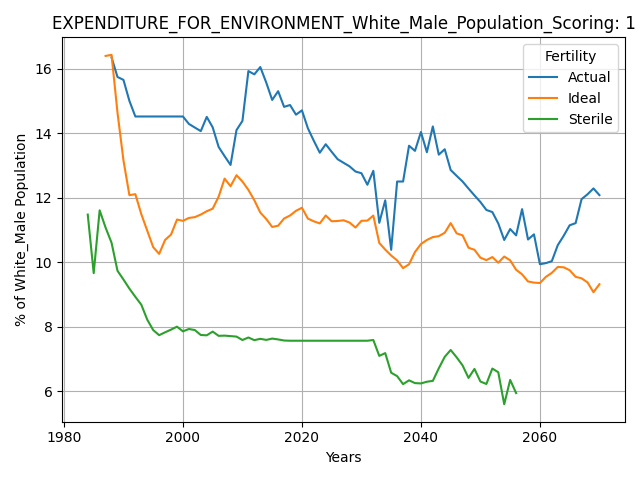 EXPENDITURE_FOR_ENVIRONMENT_White_Male_Population_Scoring: 1
Fertility
Actual
Ideal
Sterile
% of White_Male Population
16
14
12
10
8
6
1980 2000 2020 2040 2060
Years